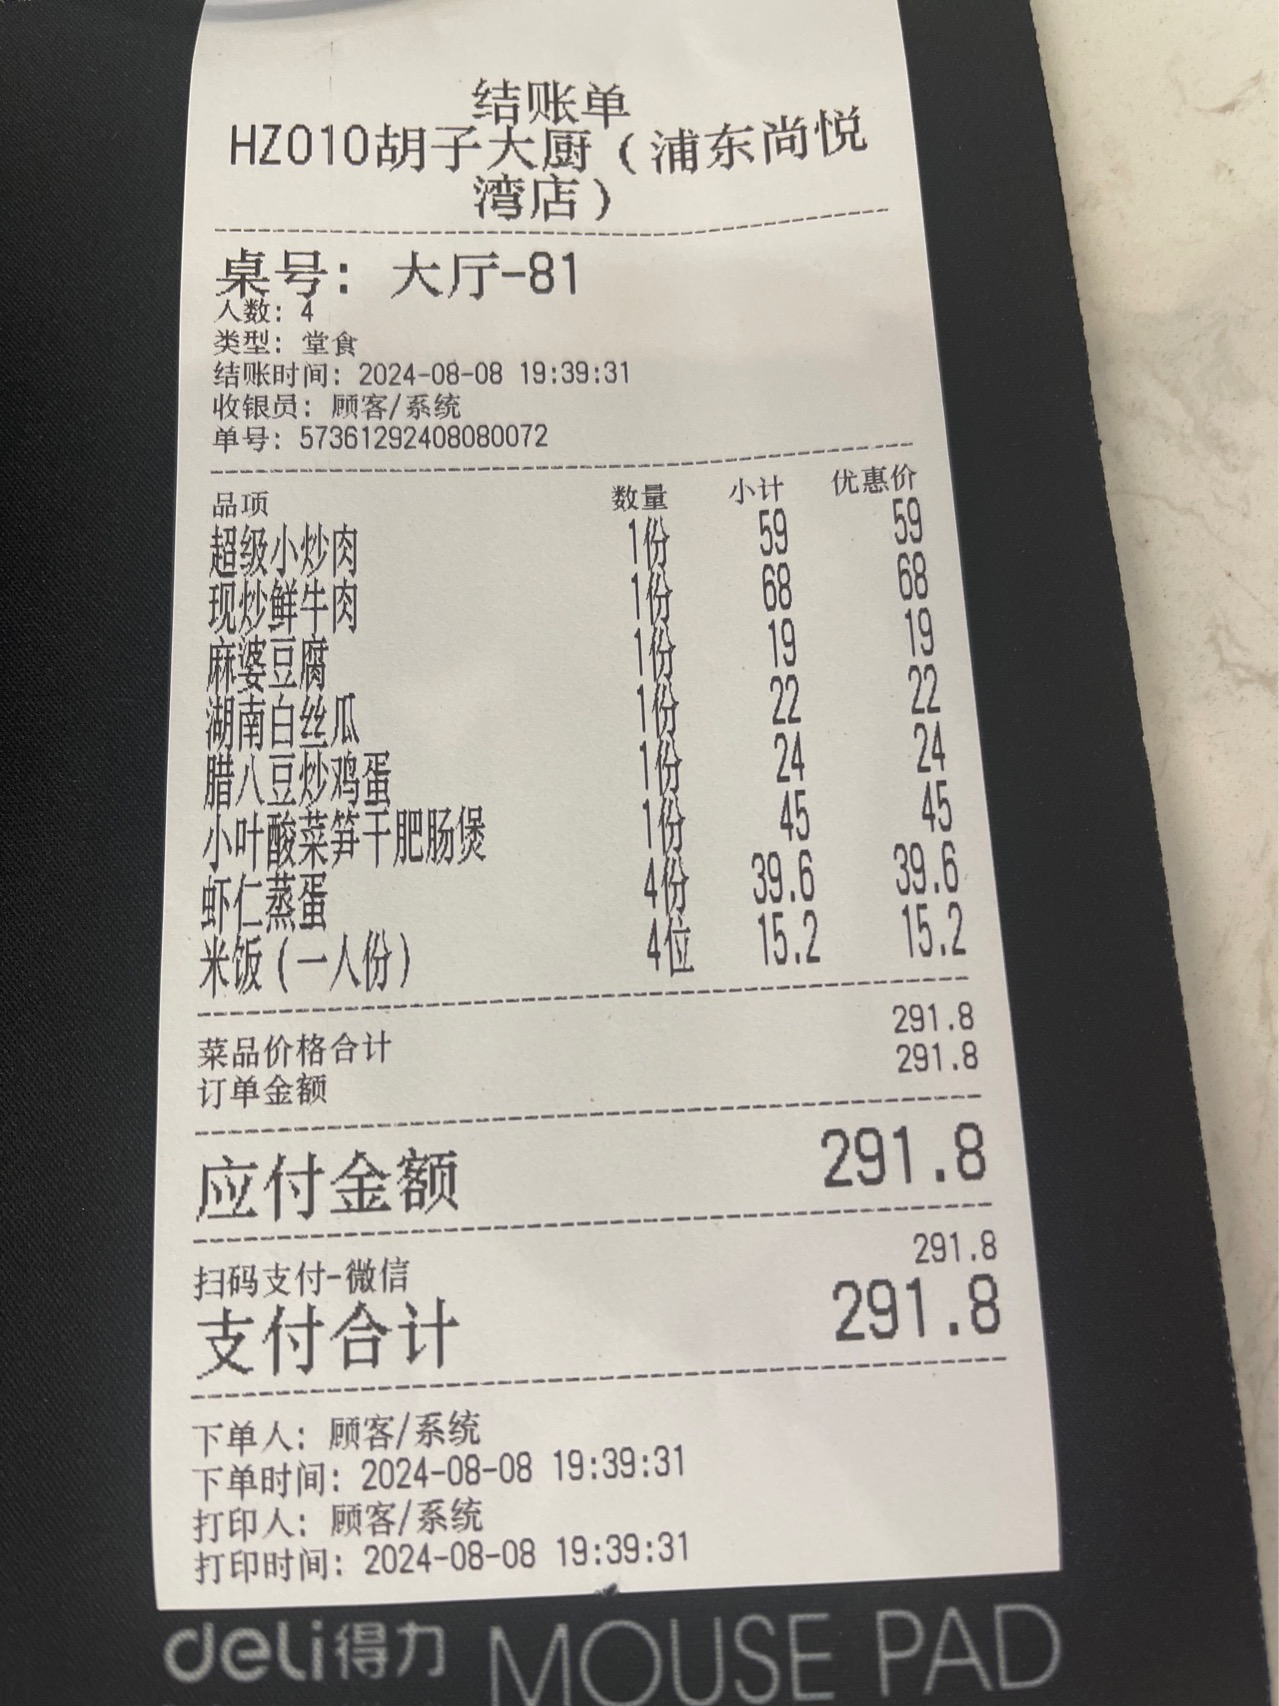 结账单
HZ010胡子大厨（浦东尚悦
湾店）
桌号：大厅-81
人数：4
类型：堂食
结账时间：2024-08-08 19:39:31
收银员：顾客/系统
单号：573612924080800​72
品项 数量 小计 优惠价
超级小炒肉 1份 59 59
现炒鲜牛肉 1份 68 68
麻婆豆腐 1份 19 19
湖南白丝瓜 1份 22 22
腊八豆炒鸡蛋 1份 24 24
小叶酸菜笋干肥肠煲 1份 45 45
虾仁蒸蛋 4份 39.6 39.6
米饭（一人份） 4位 15.2 15.2
菜品价格合计 291.8
订单金额 291.8
应付金额 291.8
扫码支付-微信 291.8
支付合计 291.8
下单人：顾客/系统
下单时间：2024-08-08 19:39:31
打印人：顾客/系统
打印时间：2024-08-08 19:39:31
deli得力 MOUSE PAD